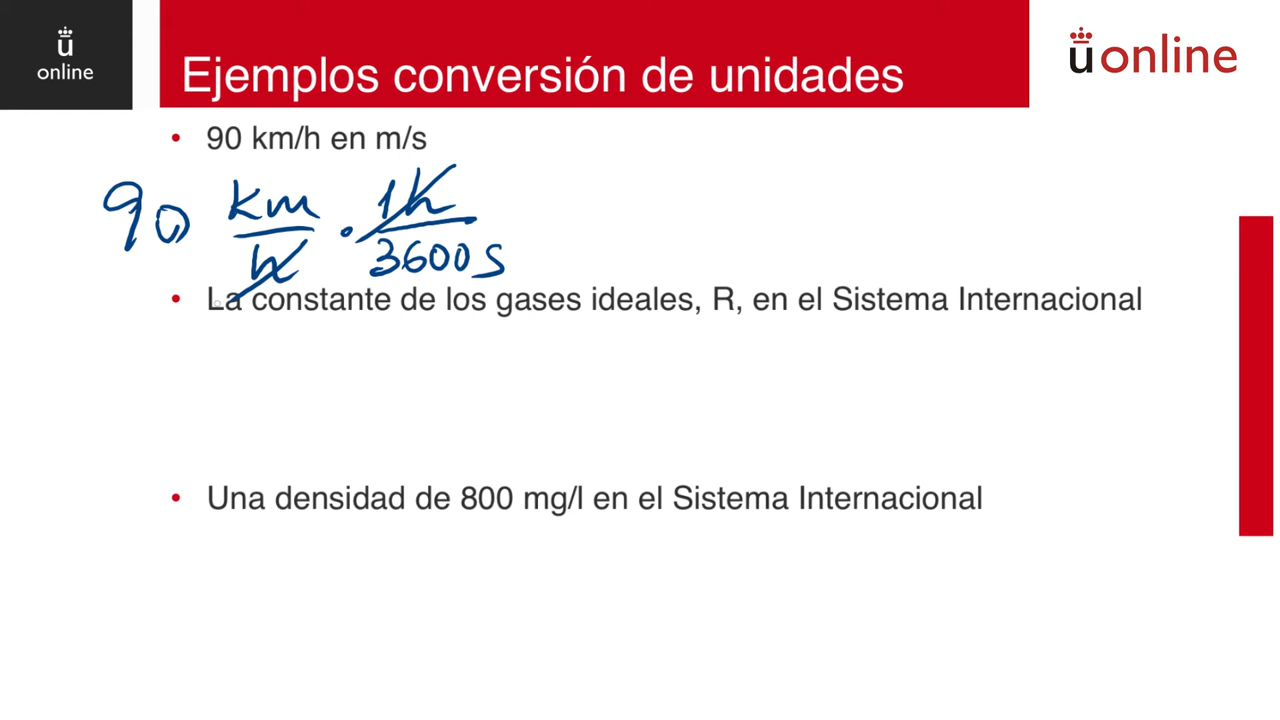 ü
online
Ejemplos conversión de unidades
üonline
• 90 km/h en m/s
90 km/h · 1h/3600s
• La constante de los gases ideales, R, en el Sistema Internacional
• Una densidad de 800 mg/l en el Sistema Internacional